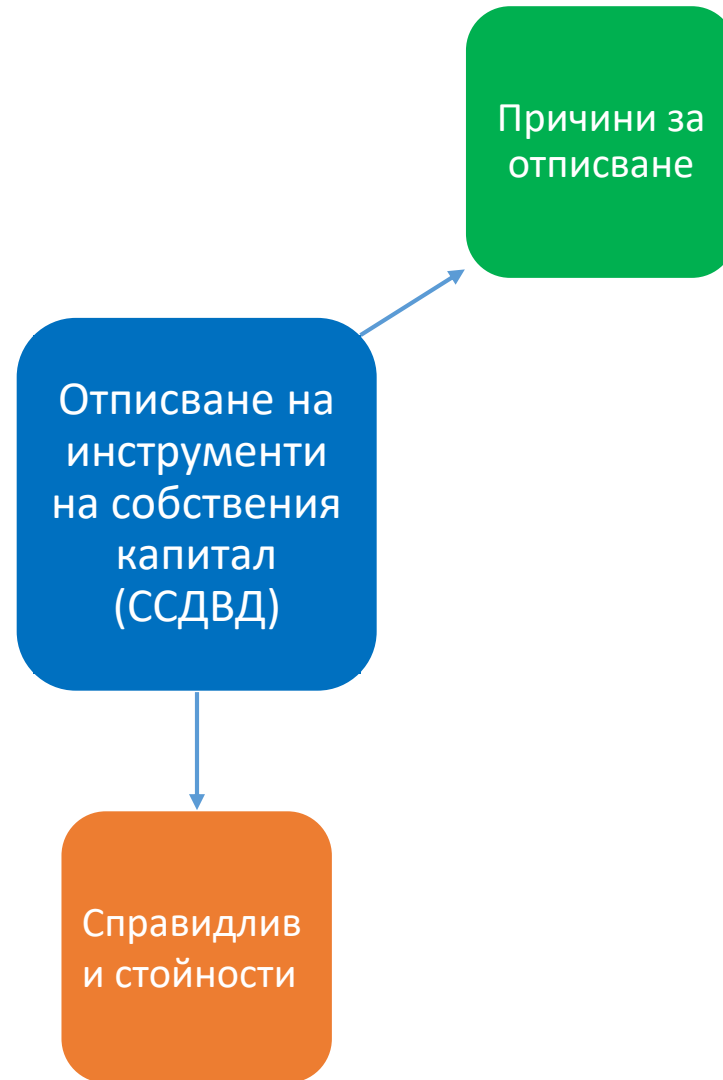 Причини за
отписване
Отписване на
инструменти
на собствения
капитал
(ССДВД)
Справидлив
и стойности